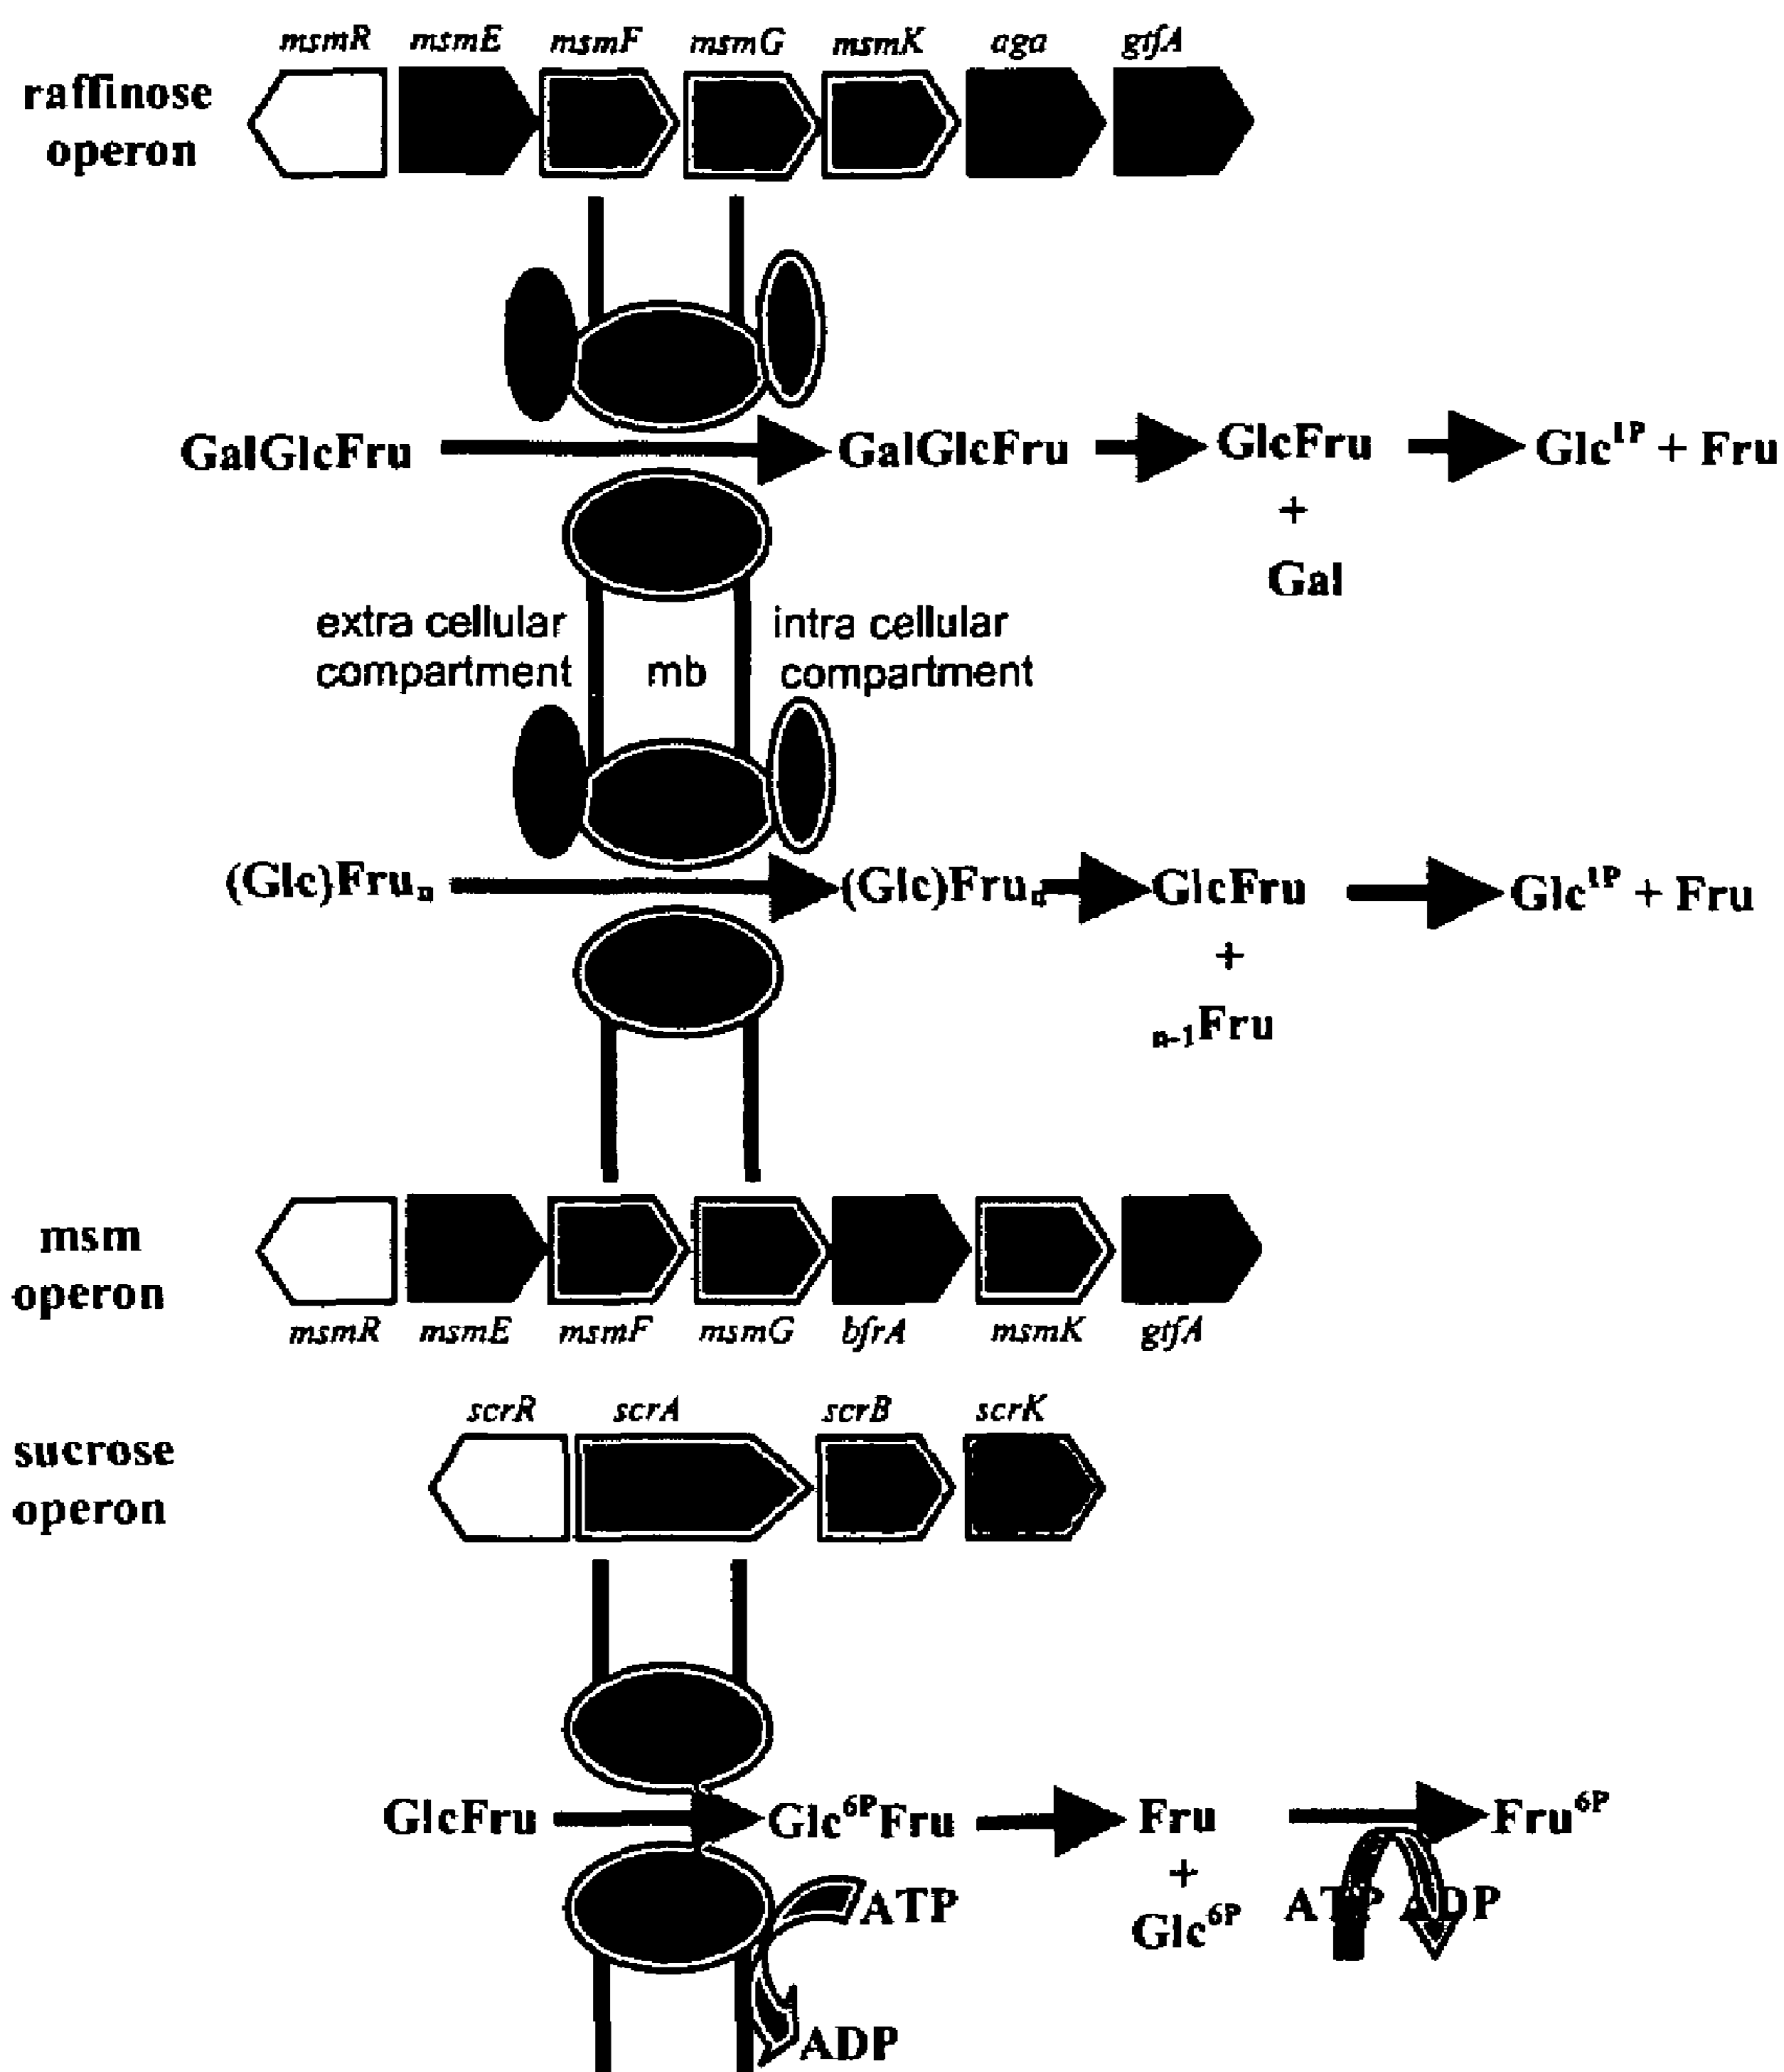 msmR msmE msmF msmG msmK aga gtfA
raffinose
operon
GalGlcFru GalGlcFru GlcFru Glc1P + Fru
+
Gal
extra cellular intra cellular
compartment mb compartment
(Glc)Frun (Glc)Frun GlcFru Glc1P + Fru
+
n-1Fru
msm
operon
msmR msmE msmF msmG bfrA msmK gtfA
scrR scrA scrB scrK
sucrose
operon
GlcFru Glc6PFru Fru Fru6P
+
ATP Glc6P ATP ADP
ADP